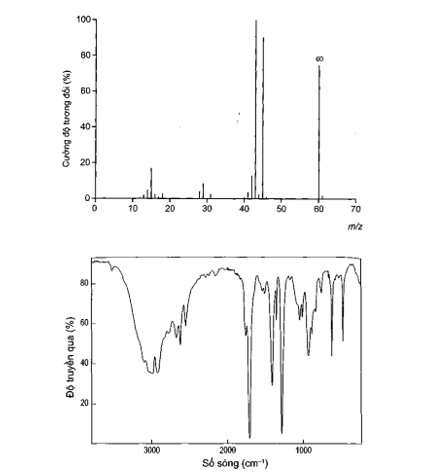 100
80
60
40
20
0
Cường độ tương đối (%)
60
0 10 20 30 40 50 60 70
m/z
80
60
40
20
Độ truyền qua (%)
3000 2000 1000
Số sóng (cm⁻¹)